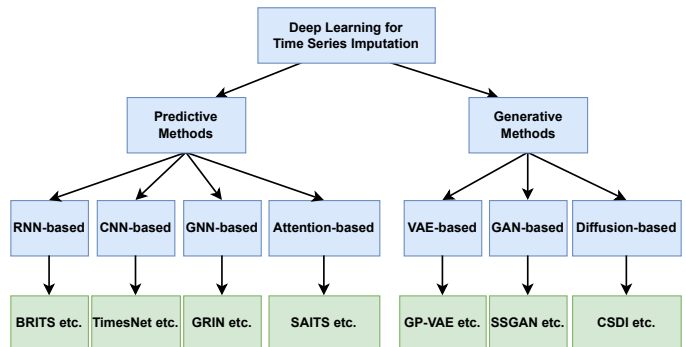 Deep Learning for
Time Series Imputation
Predictive
Methods
Generative
Methods
RNN-based
CNN-based
GNN-based
Attention-based
VAE-based
GAN-based
Diffusion-based
BRITS etc.
TimesNet etc.
GRIN etc.
SAITS etc.
GP-VAE etc.
SSGAN etc.
CSDI etc.